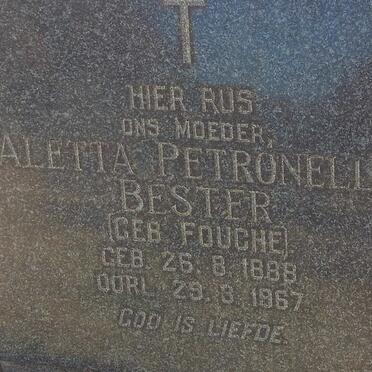 HIER RUS
ONS MOEDER,
ALETTA PETRONELL
BESTER
(GEB FOUCHE)
GEB. 26. 8. 1888
OORL. 29. 9. 1967
GOD IS LIEFDE.